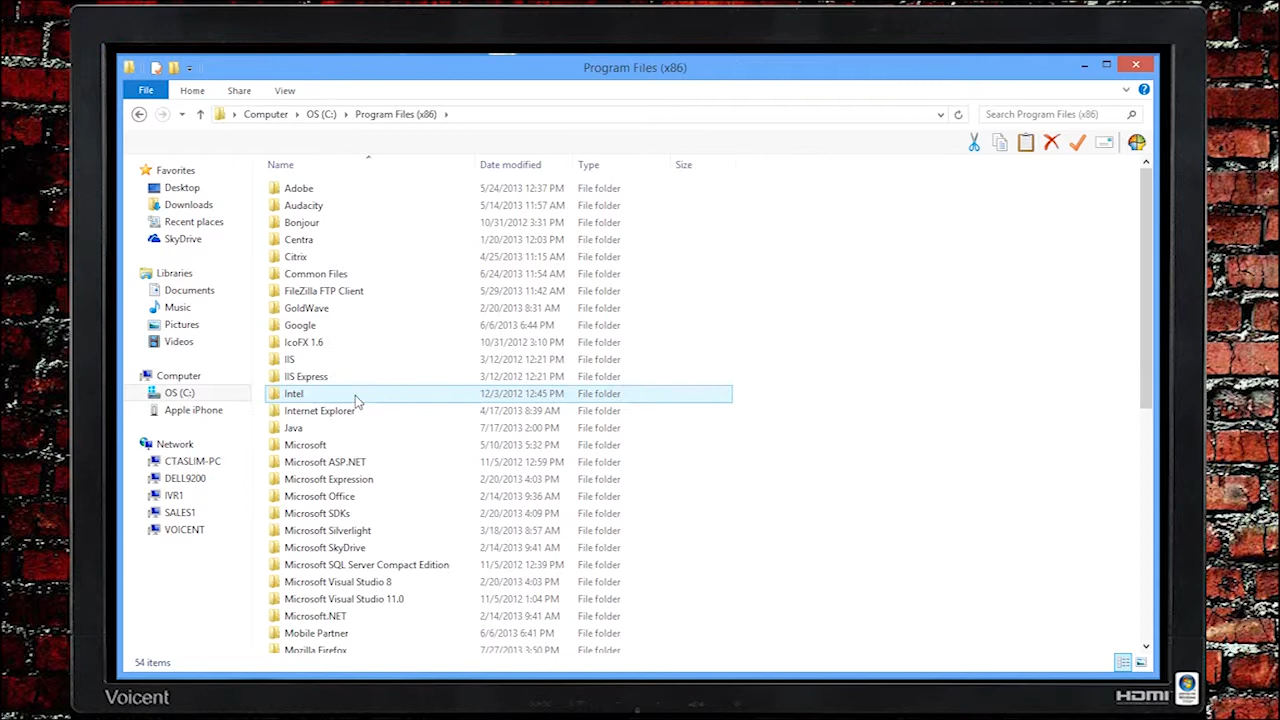 Program Files (x86)
File Home Share View
Computer OS (C:) Program Files (x86) Search Program Files (x86)
Name Date modified Type Size
Favorites
Desktop
Downloads
Recent places
SkyDrive
Libraries
Documents
Music
Pictures
Videos
Computer
OS (C:)
Apple iPhone
Network
CTASLIM-PC
DELL9200
IVR1
SALES1
VOICENT
Adobe 5/24/2013 12:37 PM File folder
Audacity 5/14/2013 11:57 AM File folder
Bonjour 10/31/2012 3:31 PM File folder
Centra 1/20/2013 12:03 PM File folder
Citrix 4/25/2013 11:15 AM File folder
Common Files 6/24/2013 11:54 AM File folder
FileZilla FTP Client 5/29/2013 11:42 AM File folder
GoldWave 2/20/2013 8:31 AM File folder
Google 6/6/2013 6:44 PM File folder
IcoFX 1.6 10/31/2012 3:10 PM File folder
IIS 3/12/2012 12:21 PM File folder
IIS Express 3/12/2012 12:21 PM File folder
Intel 12/3/2012 12:45 PM File folder
Internet Explorer 4/17/2013 8:39 AM File folder
Java 7/17/2013 2:00 PM File folder
Microsoft 5/10/2013 5:32 PM File folder
Microsoft ASP.NET 11/5/2012 12:59 PM File folder
Microsoft Expression 2/20/2013 4:03 PM File folder
Microsoft Office 2/14/2013 9:36 AM File folder
Microsoft SDKs 2/20/2013 4:09 PM File folder
Microsoft Silverlight 3/18/2013 8:57 AM File folder
Microsoft SkyDrive 2/14/2013 9:41 AM File folder
Microsoft SQL Server Compact Edition 11/5/2012 12:39 PM File folder
Microsoft Visual Studio 8 2/20/2013 4:03 PM File folder
Microsoft Visual Studio 11.0 11/5/2012 1:04 PM File folder
Microsoft.NET 2/14/2013 9:41 AM File folder
Mobile Partner 6/6/2013 6:41 PM File folder
Mozilla Firefox 7/27/2013 3:50 PM File folder
54 items
Voicent HDMI